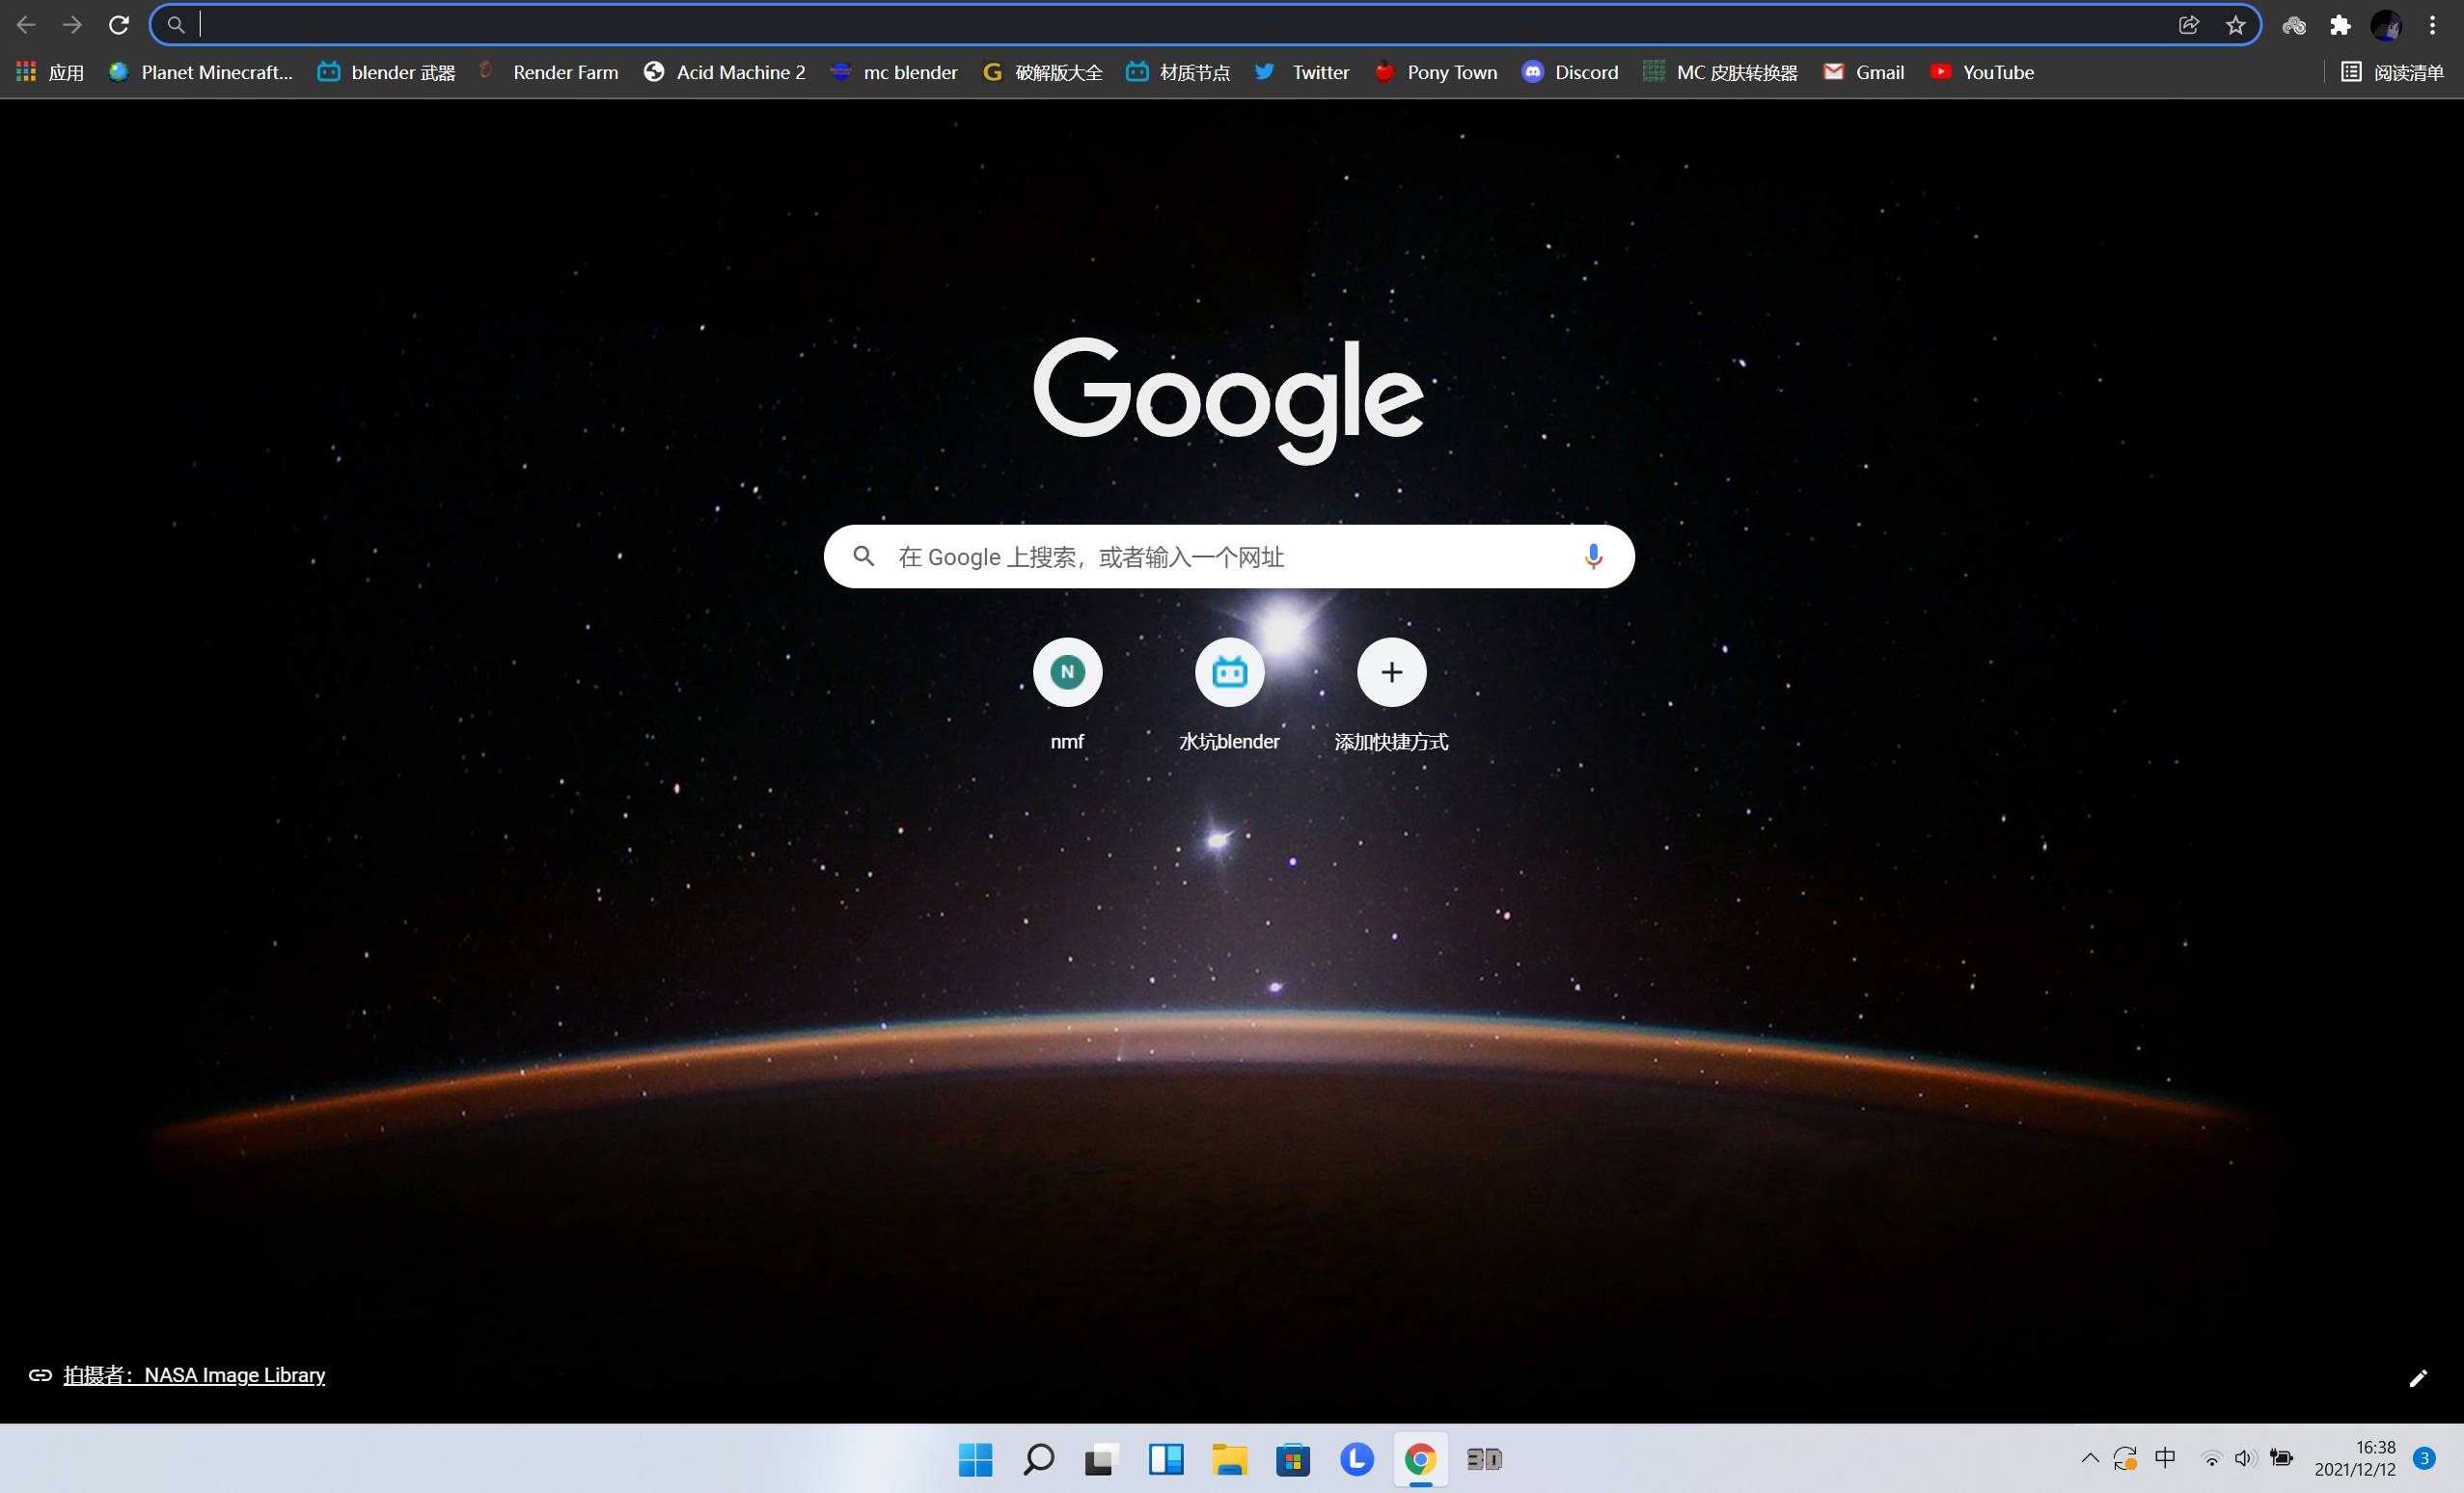 应用 Planet Minecraft... blender 武器 Render Farm Acid Machine 2 mc blender 破解版大全 材质节点 Twitter Pony Town Discord MC 皮肤转换器 Gmail YouTube 阅读清单
Google
在 Google 上搜索，或者输入一个网址
N
nmf 水坑blender 添加快捷方式
拍摄者：NASA Image Library
3D 中 16:38
2021/12/12 3